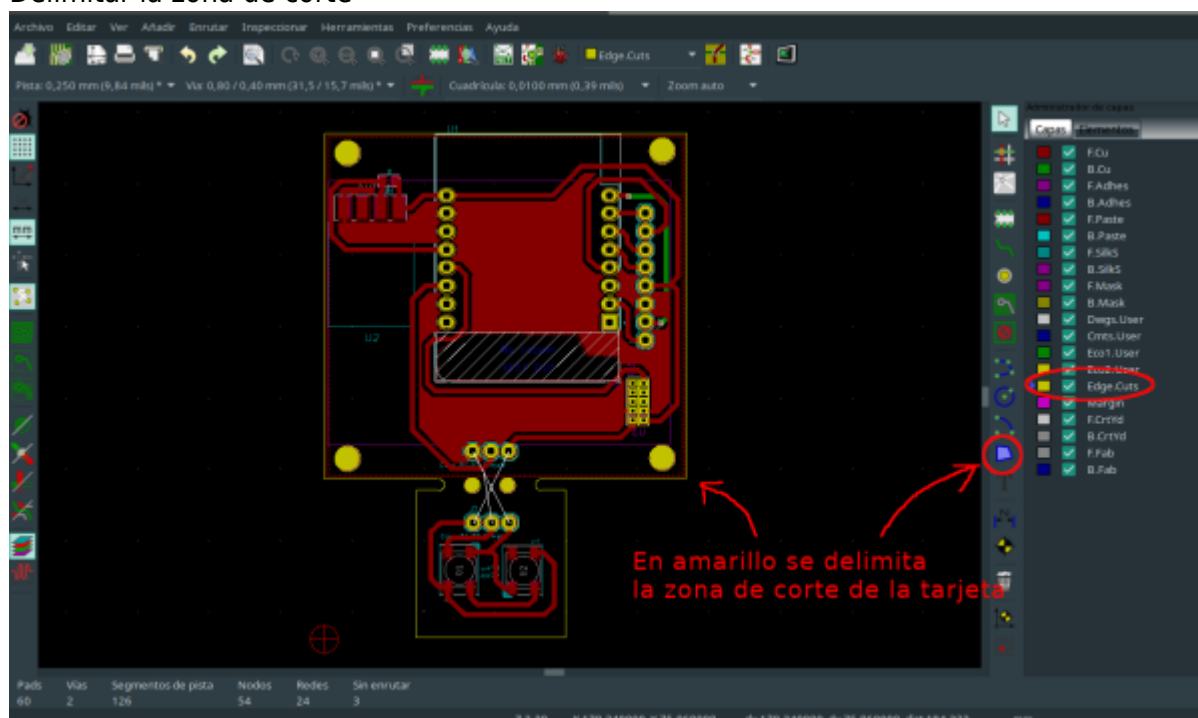 Delimitar la zona de corte
Archivo Editar Ver Añadir Enrutar Inspeccionar Herramientas Preferencias Ayuda
Edge.Cuts
Pista: 0,250 mm (9,84 mils) * Vía: 0,80 / 0,40 mm (31,5 / 15,7 mils) * Cuadrícula: 0,0100 mm (0,39 mils) Zoom auto
Administrador de capas
Capas Elementos
F.Cu
B.Cu
F.Adhes
B.Adhes
F.Paste
B.Paste
F.SilkS
B.SilkS
F.Mask
B.Mask
Dwgs.User
Cmts.User
Eco1.User
Eco2.User
Edge.Cuts
Margin
F.CrtYd
B.CrtYd
F.Fab
B.Fab
U1
U2
En amarillo se delimita
la zona de corte de la tarjeta
Pads Vías Segmentos de pista Nodos Redes Sin enrutar
60 2 126 54 24 3